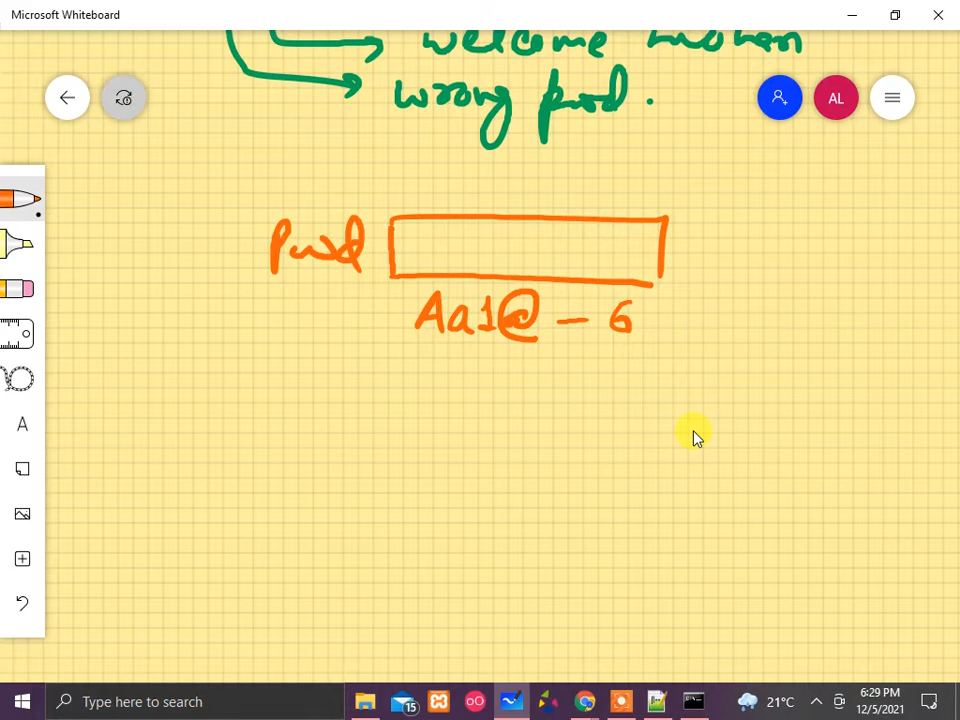 Microsoft Whiteboard
welcome
wrong pwd.
AL
Pwd
Aa1@ - 6
A
Type here to search
15
21°C
6:29 PM
12/5/2021